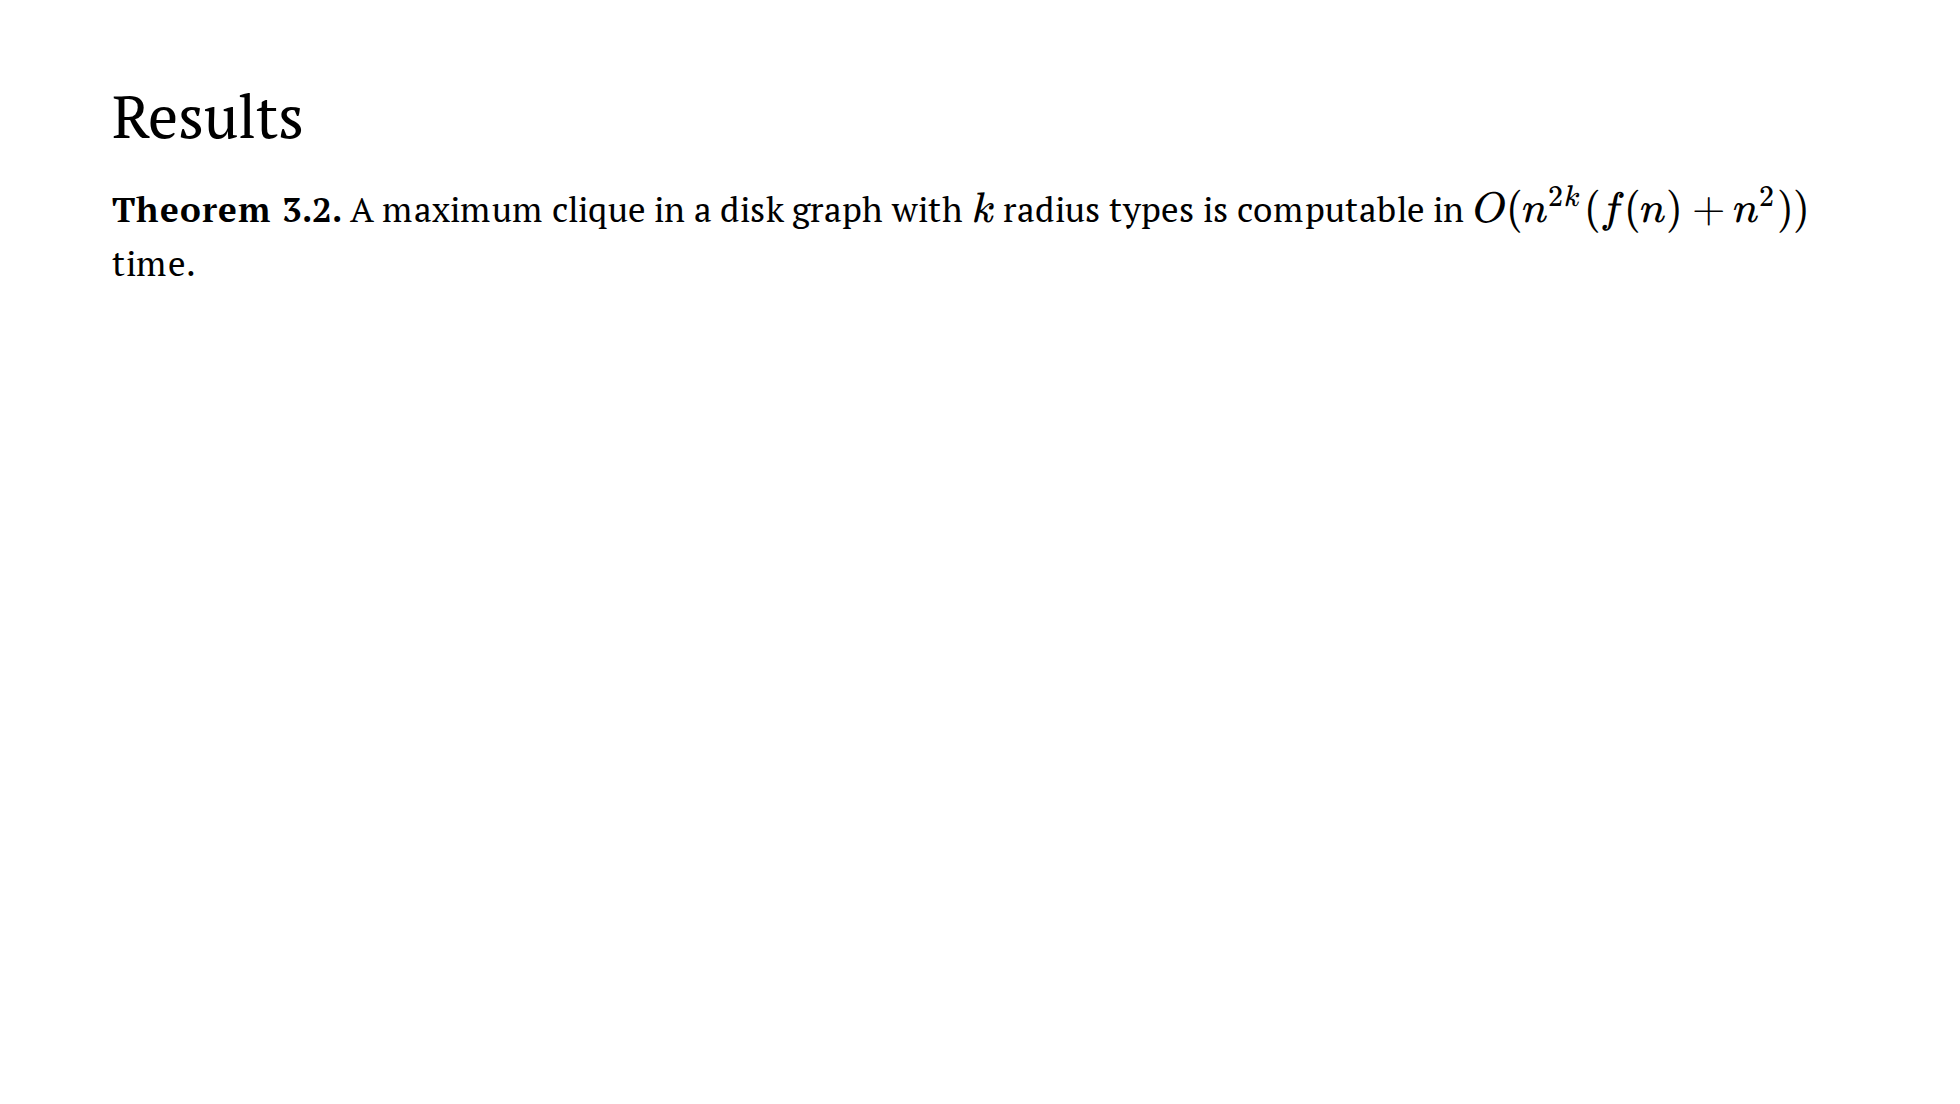 Results
Theorem 3.2. A maximum clique in a disk graph with k radius types is computable in O(n^{2k}(f(n) + n^2))
time.